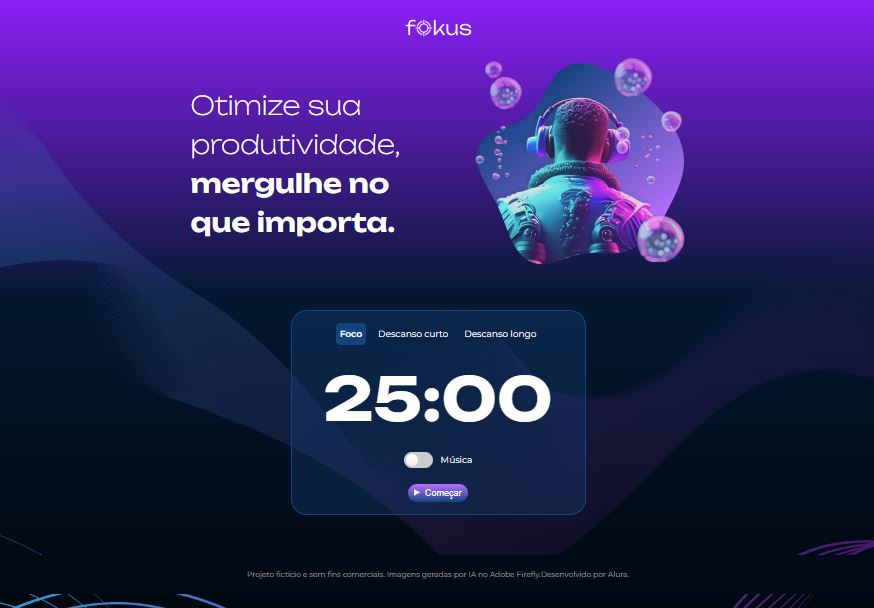 fokus
Otimize sua
produtividade,
mergulhe no
que importa.
Foco Descanso curto Descanso longo
25:00
Música
Começar
Projeto fictício e sem fins comerciais. Imagens geradas por IA no Adobe Firefly.Desenvolvido por Alura.